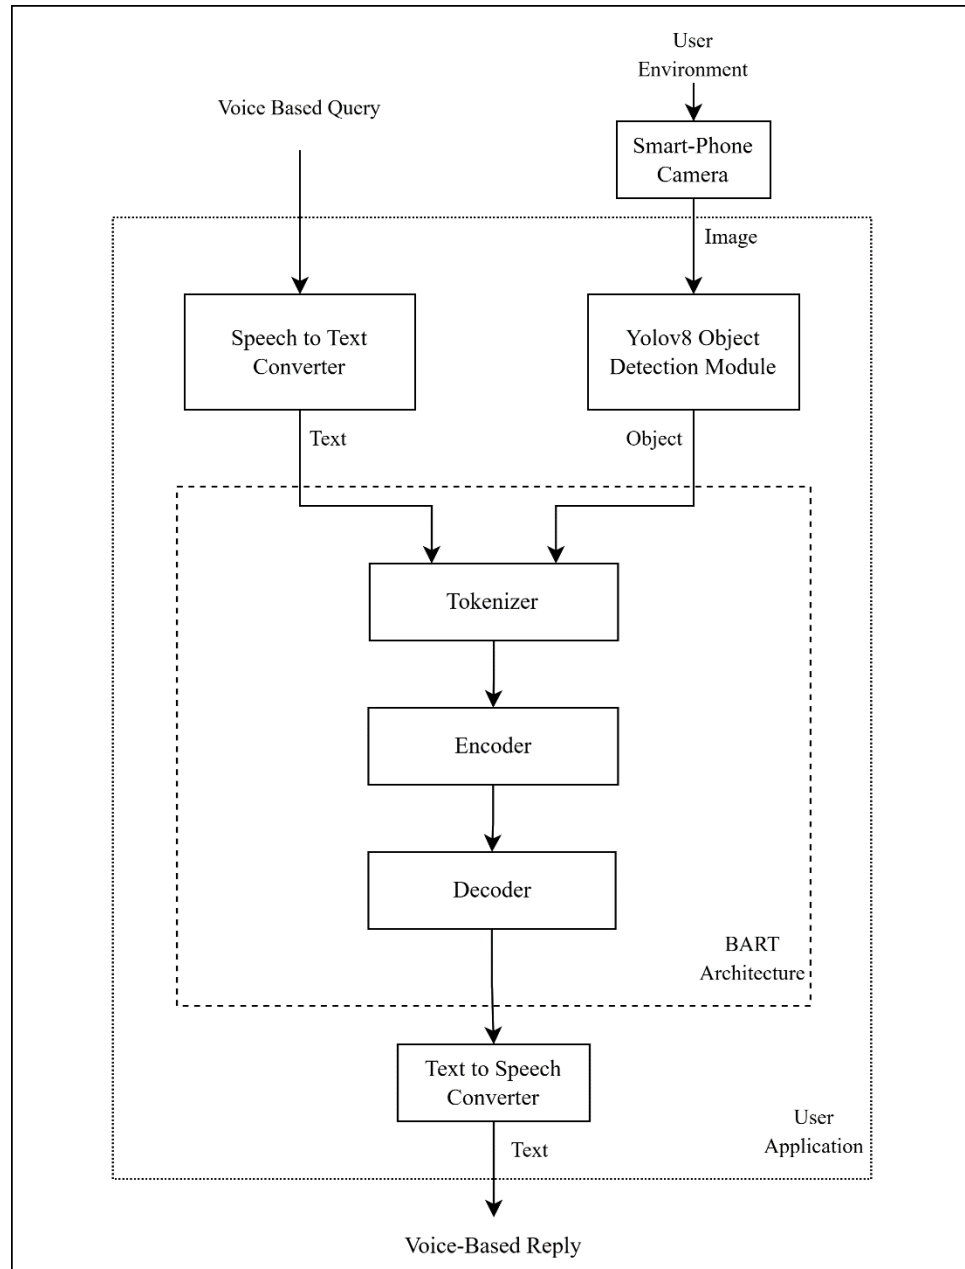 User
Environment
Voice Based Query
Smart-Phone
Camera
Image
Speech to Text
Converter
Yolov8 Object
Detection Module
Text
Object
Tokenizer
Encoder
Decoder
BART
Architecture
Text to Speech
Converter
User
Application
Text
Voice-Based Reply